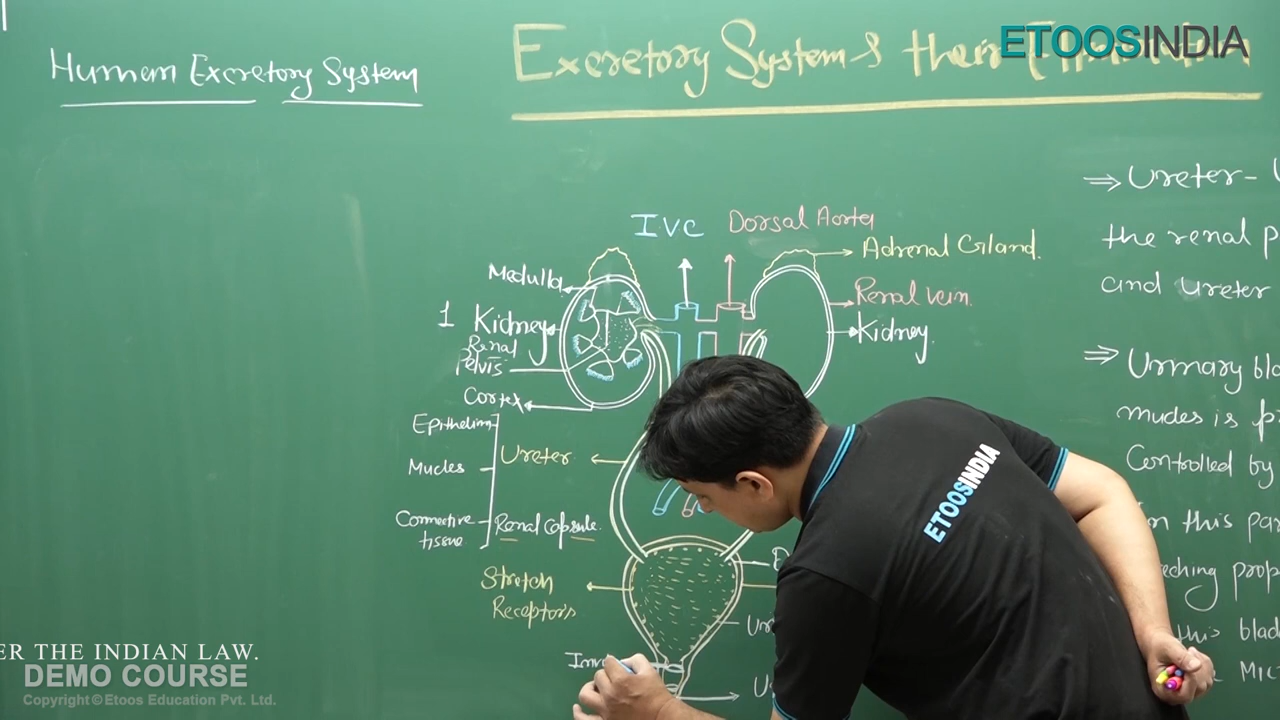 Human Excretory System
Excretory System & their
ETOOSINDIA
⇒ Ureter-
the renal p
and ureter
IVC
Dorsal Aorta
Adrenal Gland.
Medulla
Renal vein.
1 Kidney
Kidney
Renal
Pelvis
Cortex
⇒ Urinary bla
mucles is p
Controlled by
Epithelium
Ureter
Mucles
Connective
tissue
Renal Capsule.
in this par
Stretch
Receptors
this blad
ETOOSINDIA
ER THE INDIAN LAW.
DEMO COURSE
Copyright © Etoos Education Pvt. Ltd.